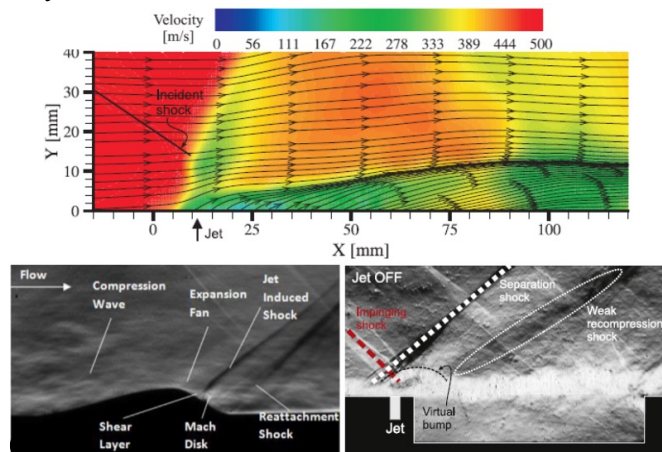 Velocity
[m/s]
0 56 111 167 222 278 333 389 444 500
40
30
20
10
0
Y [mm]
Incident
shock
0 25 50 75 100
Jet
X [mm]
Flow
Compression
Wave
Expansion
Fan
Jet
Induced
Shock
Shear
Layer
Mach
Disk
Reattachment
Shock
Jet OFF
Separation
shock
Impinging
shock
Weak
recompression
shock
Virtual
bump
Jet